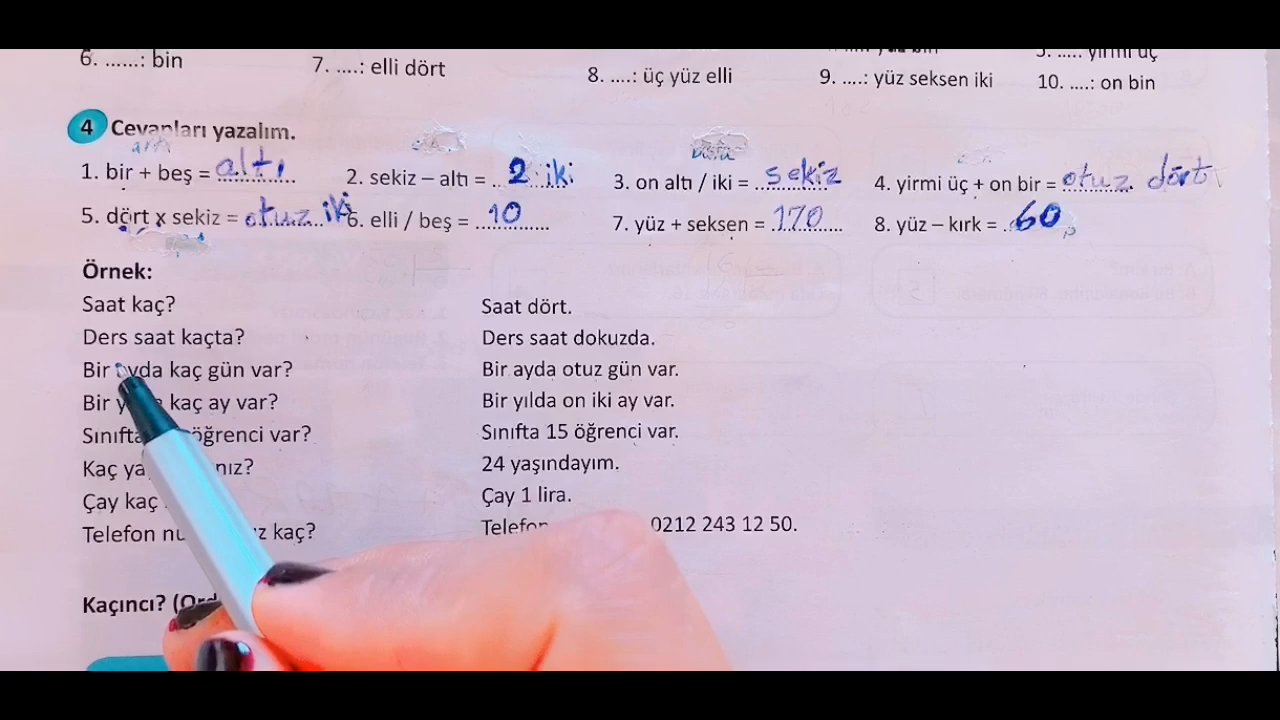 6. ......: bin 7. ....: elli dört 8. ....: üç yüz elli 9. ....: yüz seksen iki 10. ....: on bin
4 Cevapları yazalım.
1. bir + beş = altı 2. sekiz – altı = 2 iki 3. on altı / iki = sekiz 4. yirmi üç + on bir = otuz dört
5. dört x sekiz = otuz iki 6. elli / beş = 10 7. yüz + seksen = 170 8. yüz – kırk = 60
Örnek:
Saat kaç? Saat dört.
Ders saat kaçta? Ders saat dokuzda.
Bir ayda kaç gün var? Bir ayda otuz gün var.
Bir kaç ay var? Bir yılda on iki ay var.
Sınıfta öğrenci var? Sınıfta 15 öğrenci var.
Kaç 24 yaşındayım.
Çay kaç Çay 1 lira.
Telefon kaç? 0212 243 12 50.
Kaçıncı?